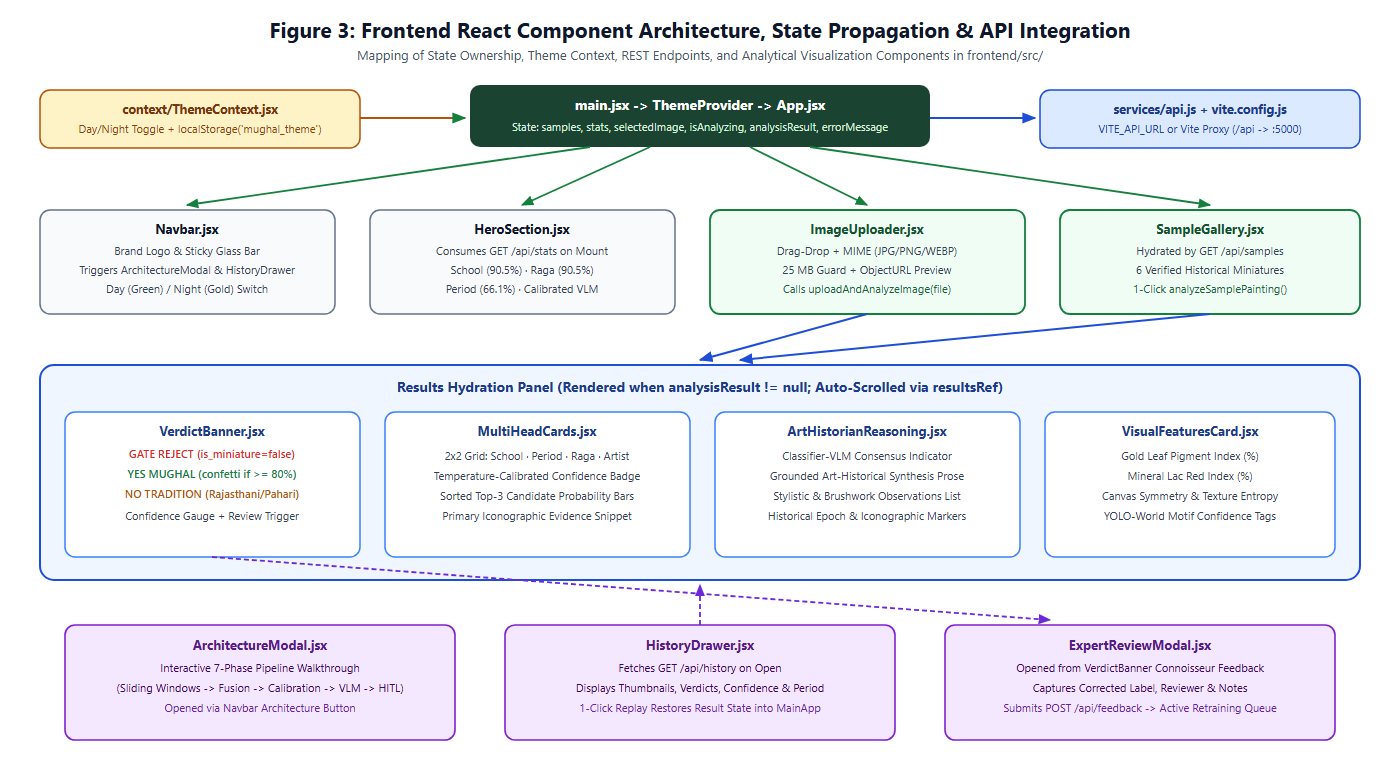 Figure 3: Frontend React Component Architecture, State Propagation & API Integration
Mapping of State Ownership, Theme Context, REST Endpoints, and Analytical Visualization Components in frontend/src/
context/ThemeContext.jsx
Day/Night Toggle + localStorage('mughal_theme')
main.jsx -> ThemeProvider -> App.jsx
State: samples, stats, selectedImage, isAnalyzing, analysisResult, errorMessage
services/api.js + vite.config.js
VITE_API_URL or Vite Proxy (/api -> :5000)
Navbar.jsx
Brand Logo & Sticky Glass Bar
Triggers ArchitectureModal & HistoryDrawer
Day (Green) / Night (Gold) Switch
HeroSection.jsx
Consumes GET /api/stats on Mount
School (90.5%) · Raga (90.5%)
Period (66.1%) · Calibrated VLM
ImageUploader.jsx
Drag-Drop + MIME (JPG/PNG/WEBP)
25 MB Guard + ObjectURL Preview
Calls uploadAndAnalyzeImage(file)
SampleGallery.jsx
Hydrated by GET /api/samples
6 Verified Historical Miniatures
1-Click analyzeSamplePainting()
Results Hydration Panel (Rendered when analysisResult != null; Auto-Scrolled via resultsRef)
VerdictBanner.jsx
GATE REJECT (is_miniature=false)
YES MUGHAL (confetti if >= 80%)
NO TRADITION (Rajasthani/Pahari)
Confidence Gauge + Review Trigger
MultiHeadCards.jsx
2x2 Grid: School · Period · Raga · Artist
Temperature-Calibrated Confidence Badge
Sorted Top-3 Candidate Probability Bars
Primary Iconographic Evidence Snippet
ArtHistorianReasoning.jsx
Classifier-VLM Consensus Indicator
Grounded Art-Historical Synthesis Prose
Stylistic & Brushwork Observations List
Historical Epoch & Iconographic Markers
VisualFeaturesCard.jsx
Gold Leaf Pigment Index (%)
Mineral Lac Red Index (%)
Canvas Symmetry & Texture Entropy
YOLO-World Motif Confidence Tags
ArchitectureModal.jsx
Interactive 7-Phase Pipeline Walkthrough
(Sliding Windows -> Fusion -> Calibration -> VLM -> HITL)
Opened via Navbar Architecture Button
HistoryDrawer.jsx
Fetches GET /api/history on Open
Displays Thumbnails, Verdicts, Confidence & Period
1-Click Replay Restores Result State into MainApp
ExpertReviewModal.jsx
Opened from VerdictBanner Connoisseur Feedback
Captures Corrected Label, Reviewer & Notes
Submits POST /api/feedback -> Active Retraining Queue